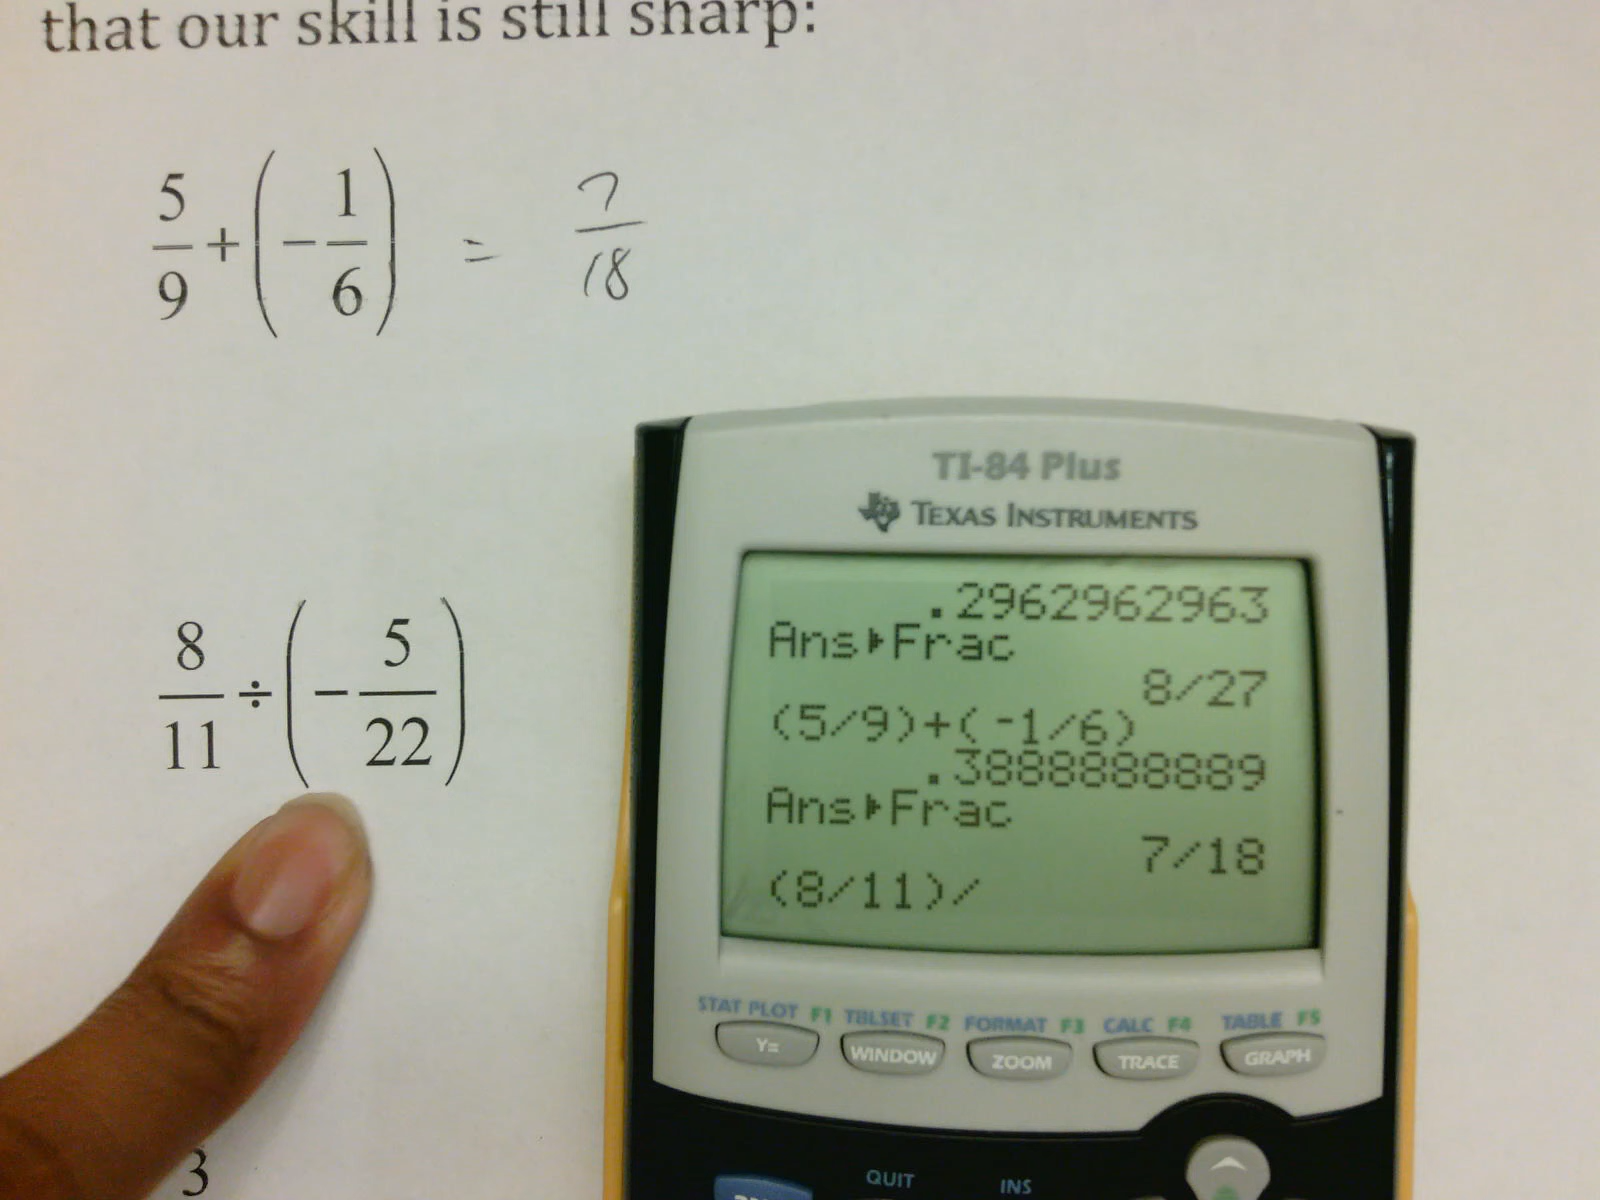 that our skill is still sharp:
5/9 + (-1/6) = 7/18
8/11 ÷ (-5/22)
3
TI-84 Plus
TEXAS INSTRUMENTS
.2962962963
Ans▸Frac
8/27
(5/9)+(-1/6)
.3888888889
Ans▸Frac
7/18
(8/11)/
STAT PLOT F1 TBLSET F2 FORMAT F3 CALC F4 TABLE F5
Y= WINDOW ZOOM TRACE GRAPH
QUIT INS